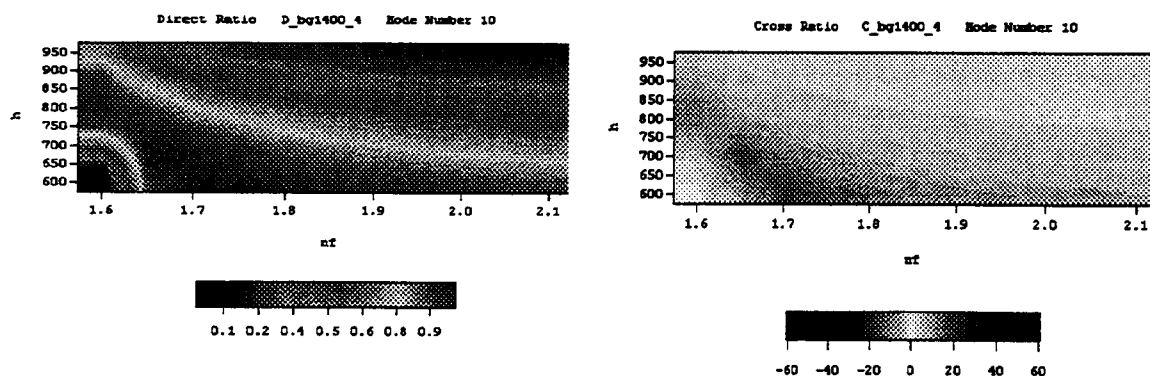 Direct Ratio D_bg1400_4 Mode Number 10
950
900
850
800
750
700
650
600
h
1.6 1.7 1.8 1.9 2.0 2.1
nf
0.1 0.2 0.4 0.5 0.6 0.8 0.9
Cross Ratio C_bg1400_4 Mode Number 10
950
900
850
800
750
700
650
600
h
1.6 1.7 1.8 1.9 2.0 2.1
nf
-60 -40 -20 0 20 40 60